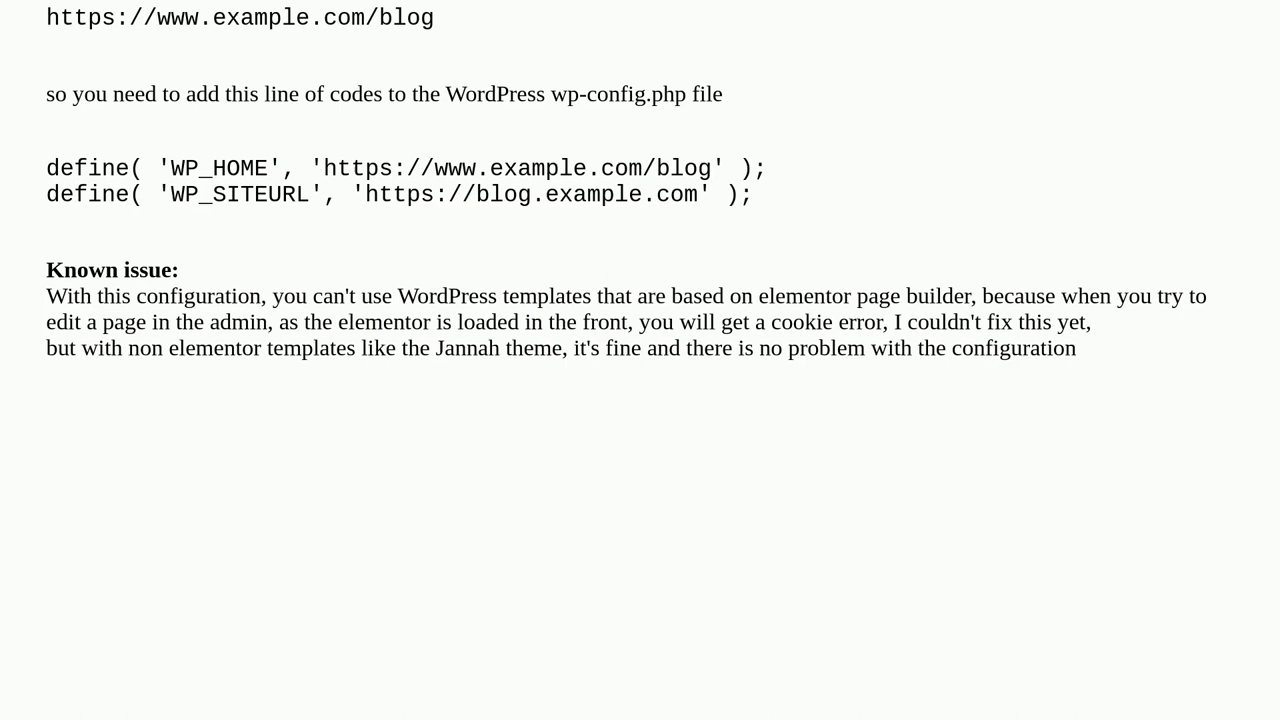 https://www.example.com/blog
so you need to add this line of codes to the WordPress wp-config.php file
define( 'WP_HOME', 'https://www.example.com/blog' );
define( 'WP_SITEURL', 'https://blog.example.com' );
Known issue:
With this configuration, you can't use WordPress templates that are based on elementor page builder, because when you try to
edit a page in the admin, as the elementor is loaded in the front, you will get a cookie error, I couldn't fix this yet,
but with non elementor templates like the Jannah theme, it's fine and there is no problem with the configuration